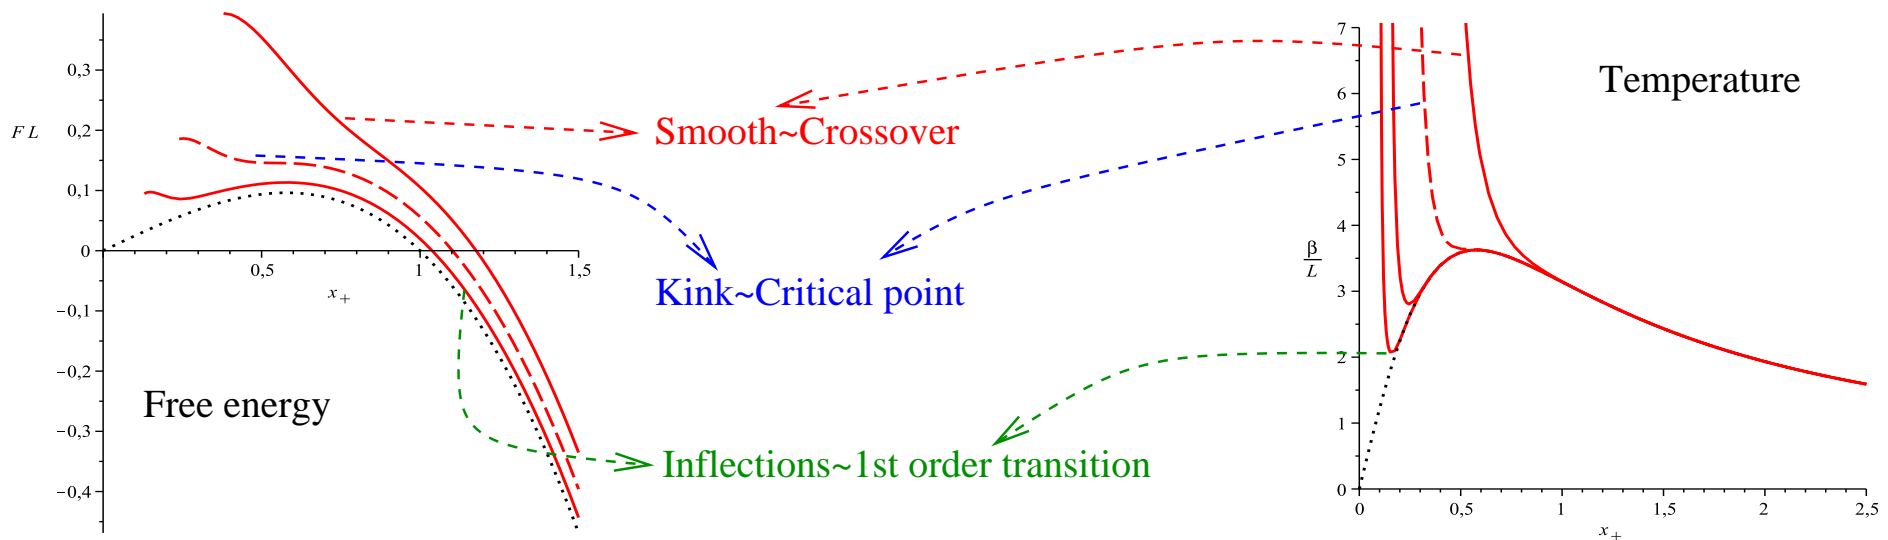 0,3
0,2
FL
0,1
0
0,5
1
1,5
x+
−0,1
−0,2
−0,3
−0,4
Free energy
Smooth~Crossover
Kink~Critical point
Inflections~1st order transition
Temperature
7
6
5
4
β
L
3
2
1
0
0
0,5
1
1,5
2
2,5
x+